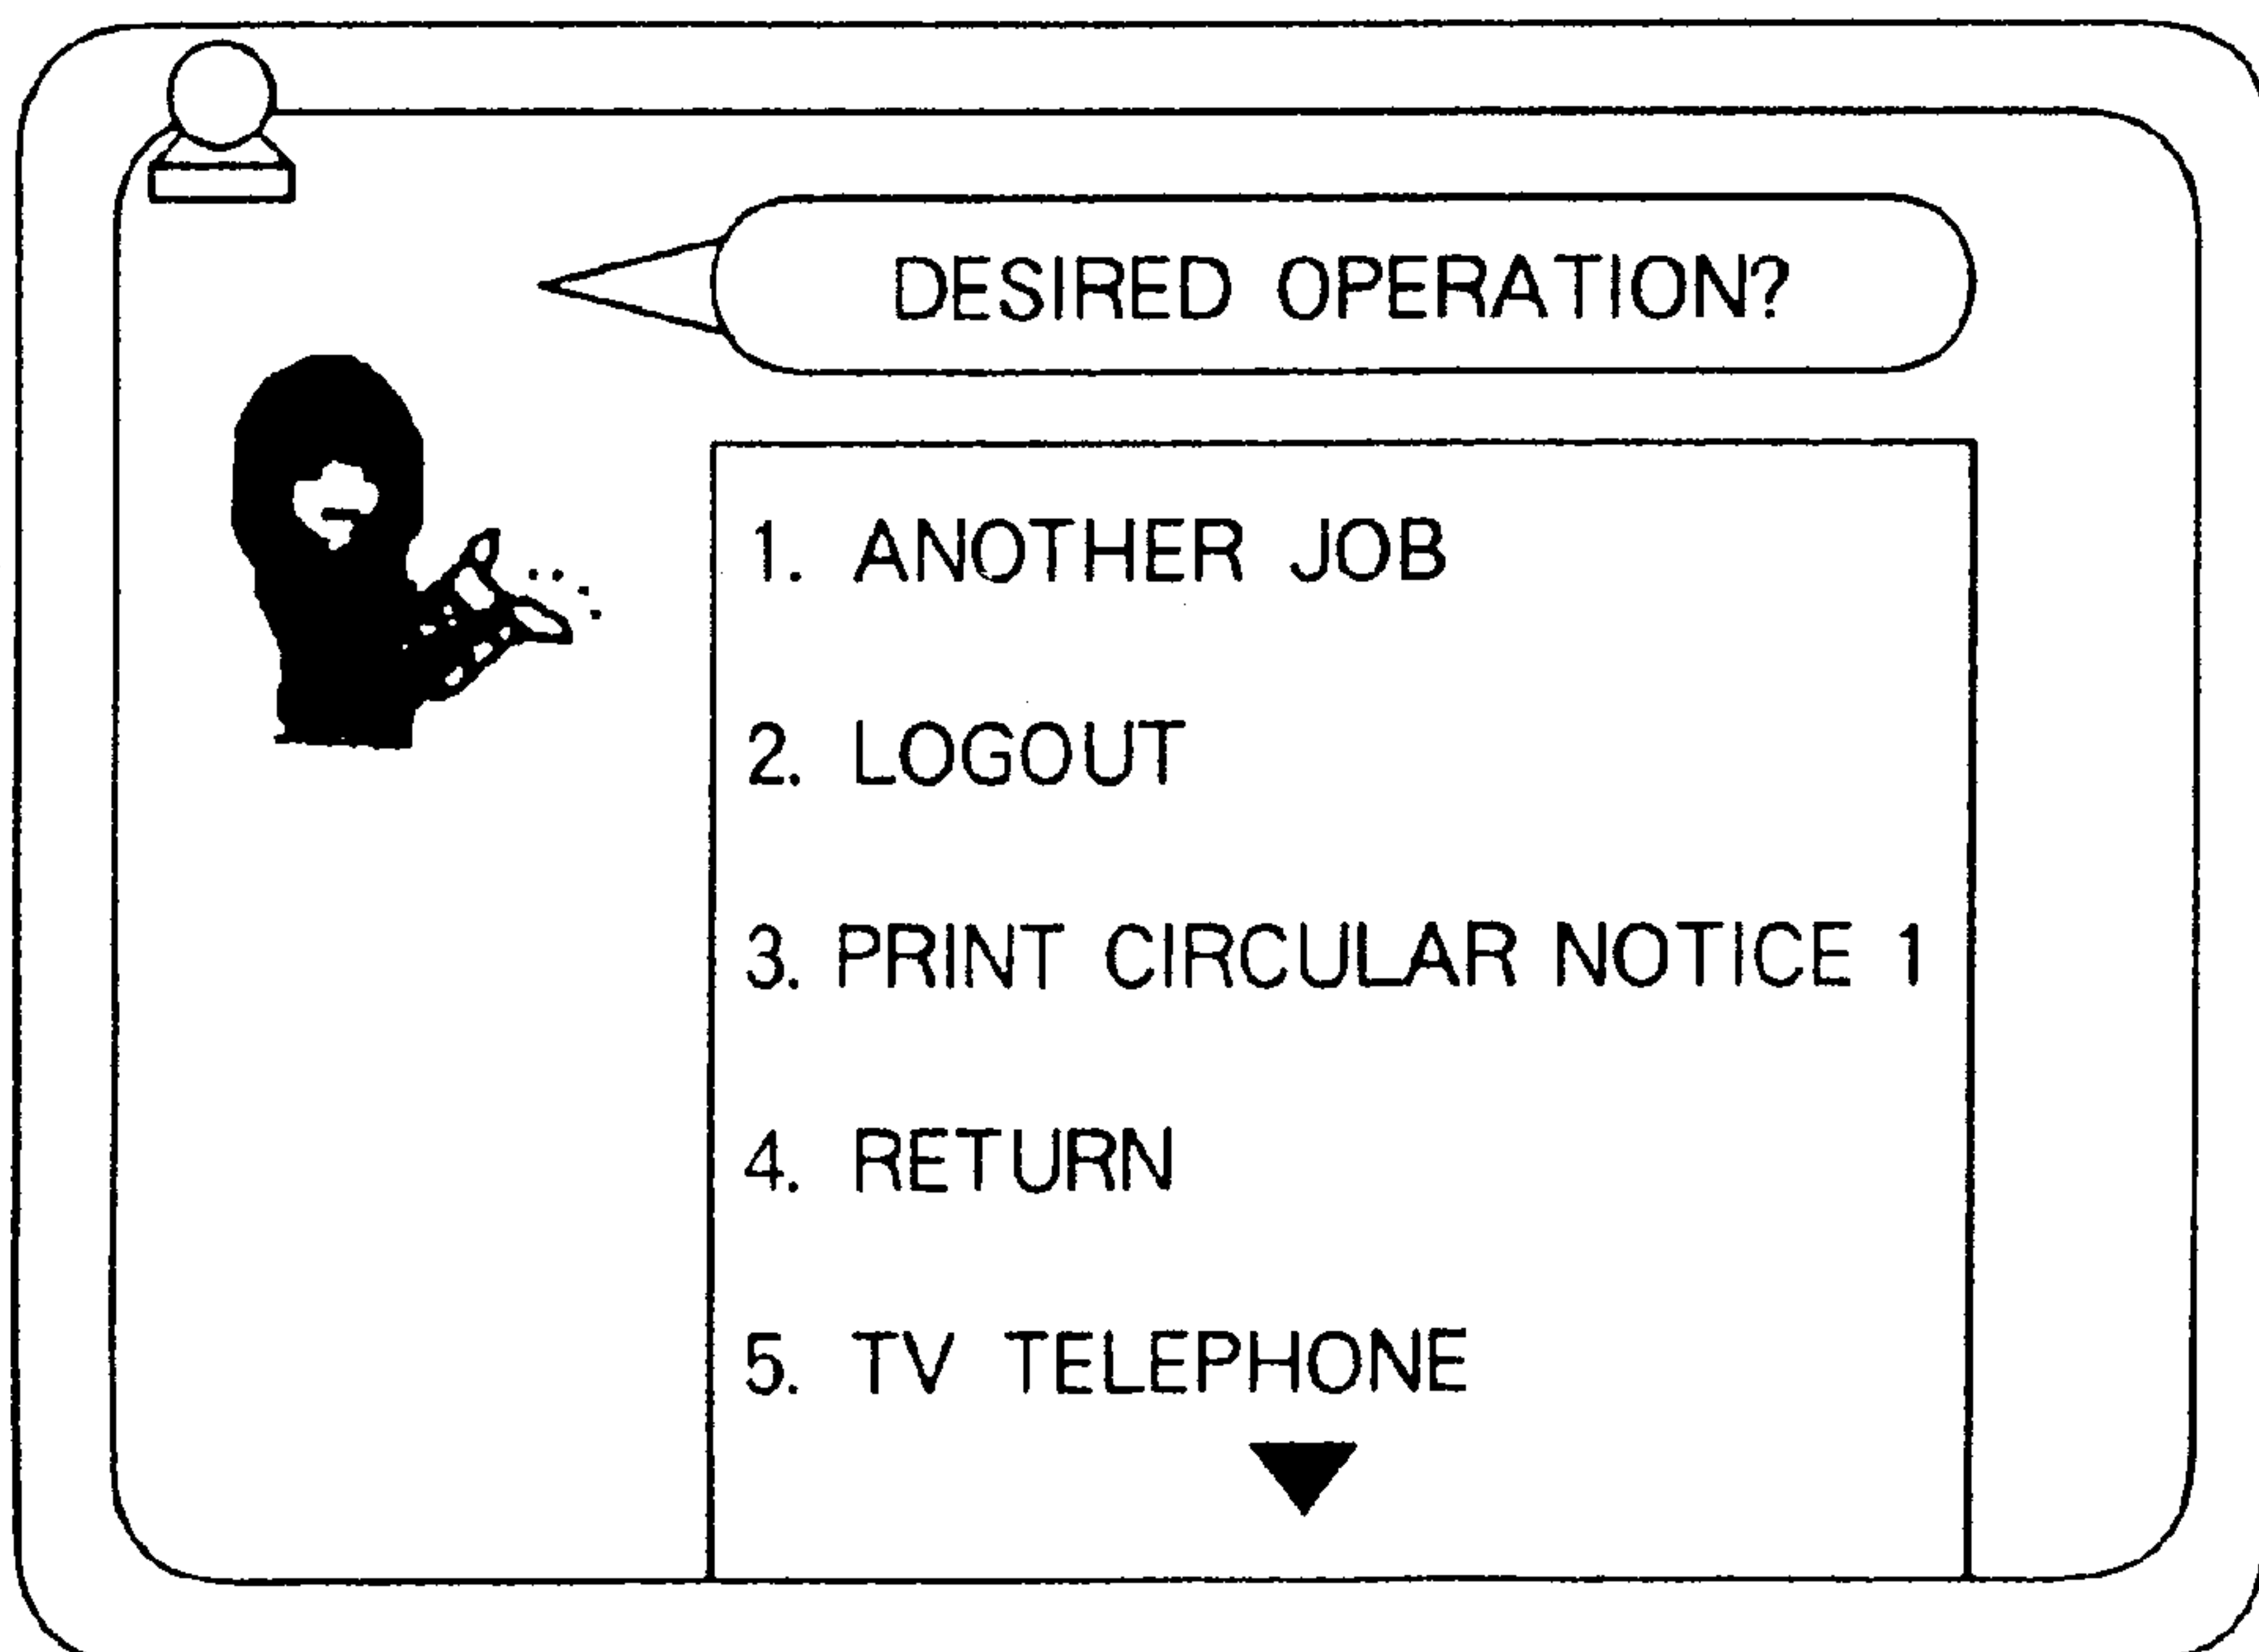 DESIRED OPERATION?
1. ANOTHER JOB
2. LOGOUT
3. PRINT CIRCULAR NOTICE 1
4. RETURN
5. TV TELEPHONE